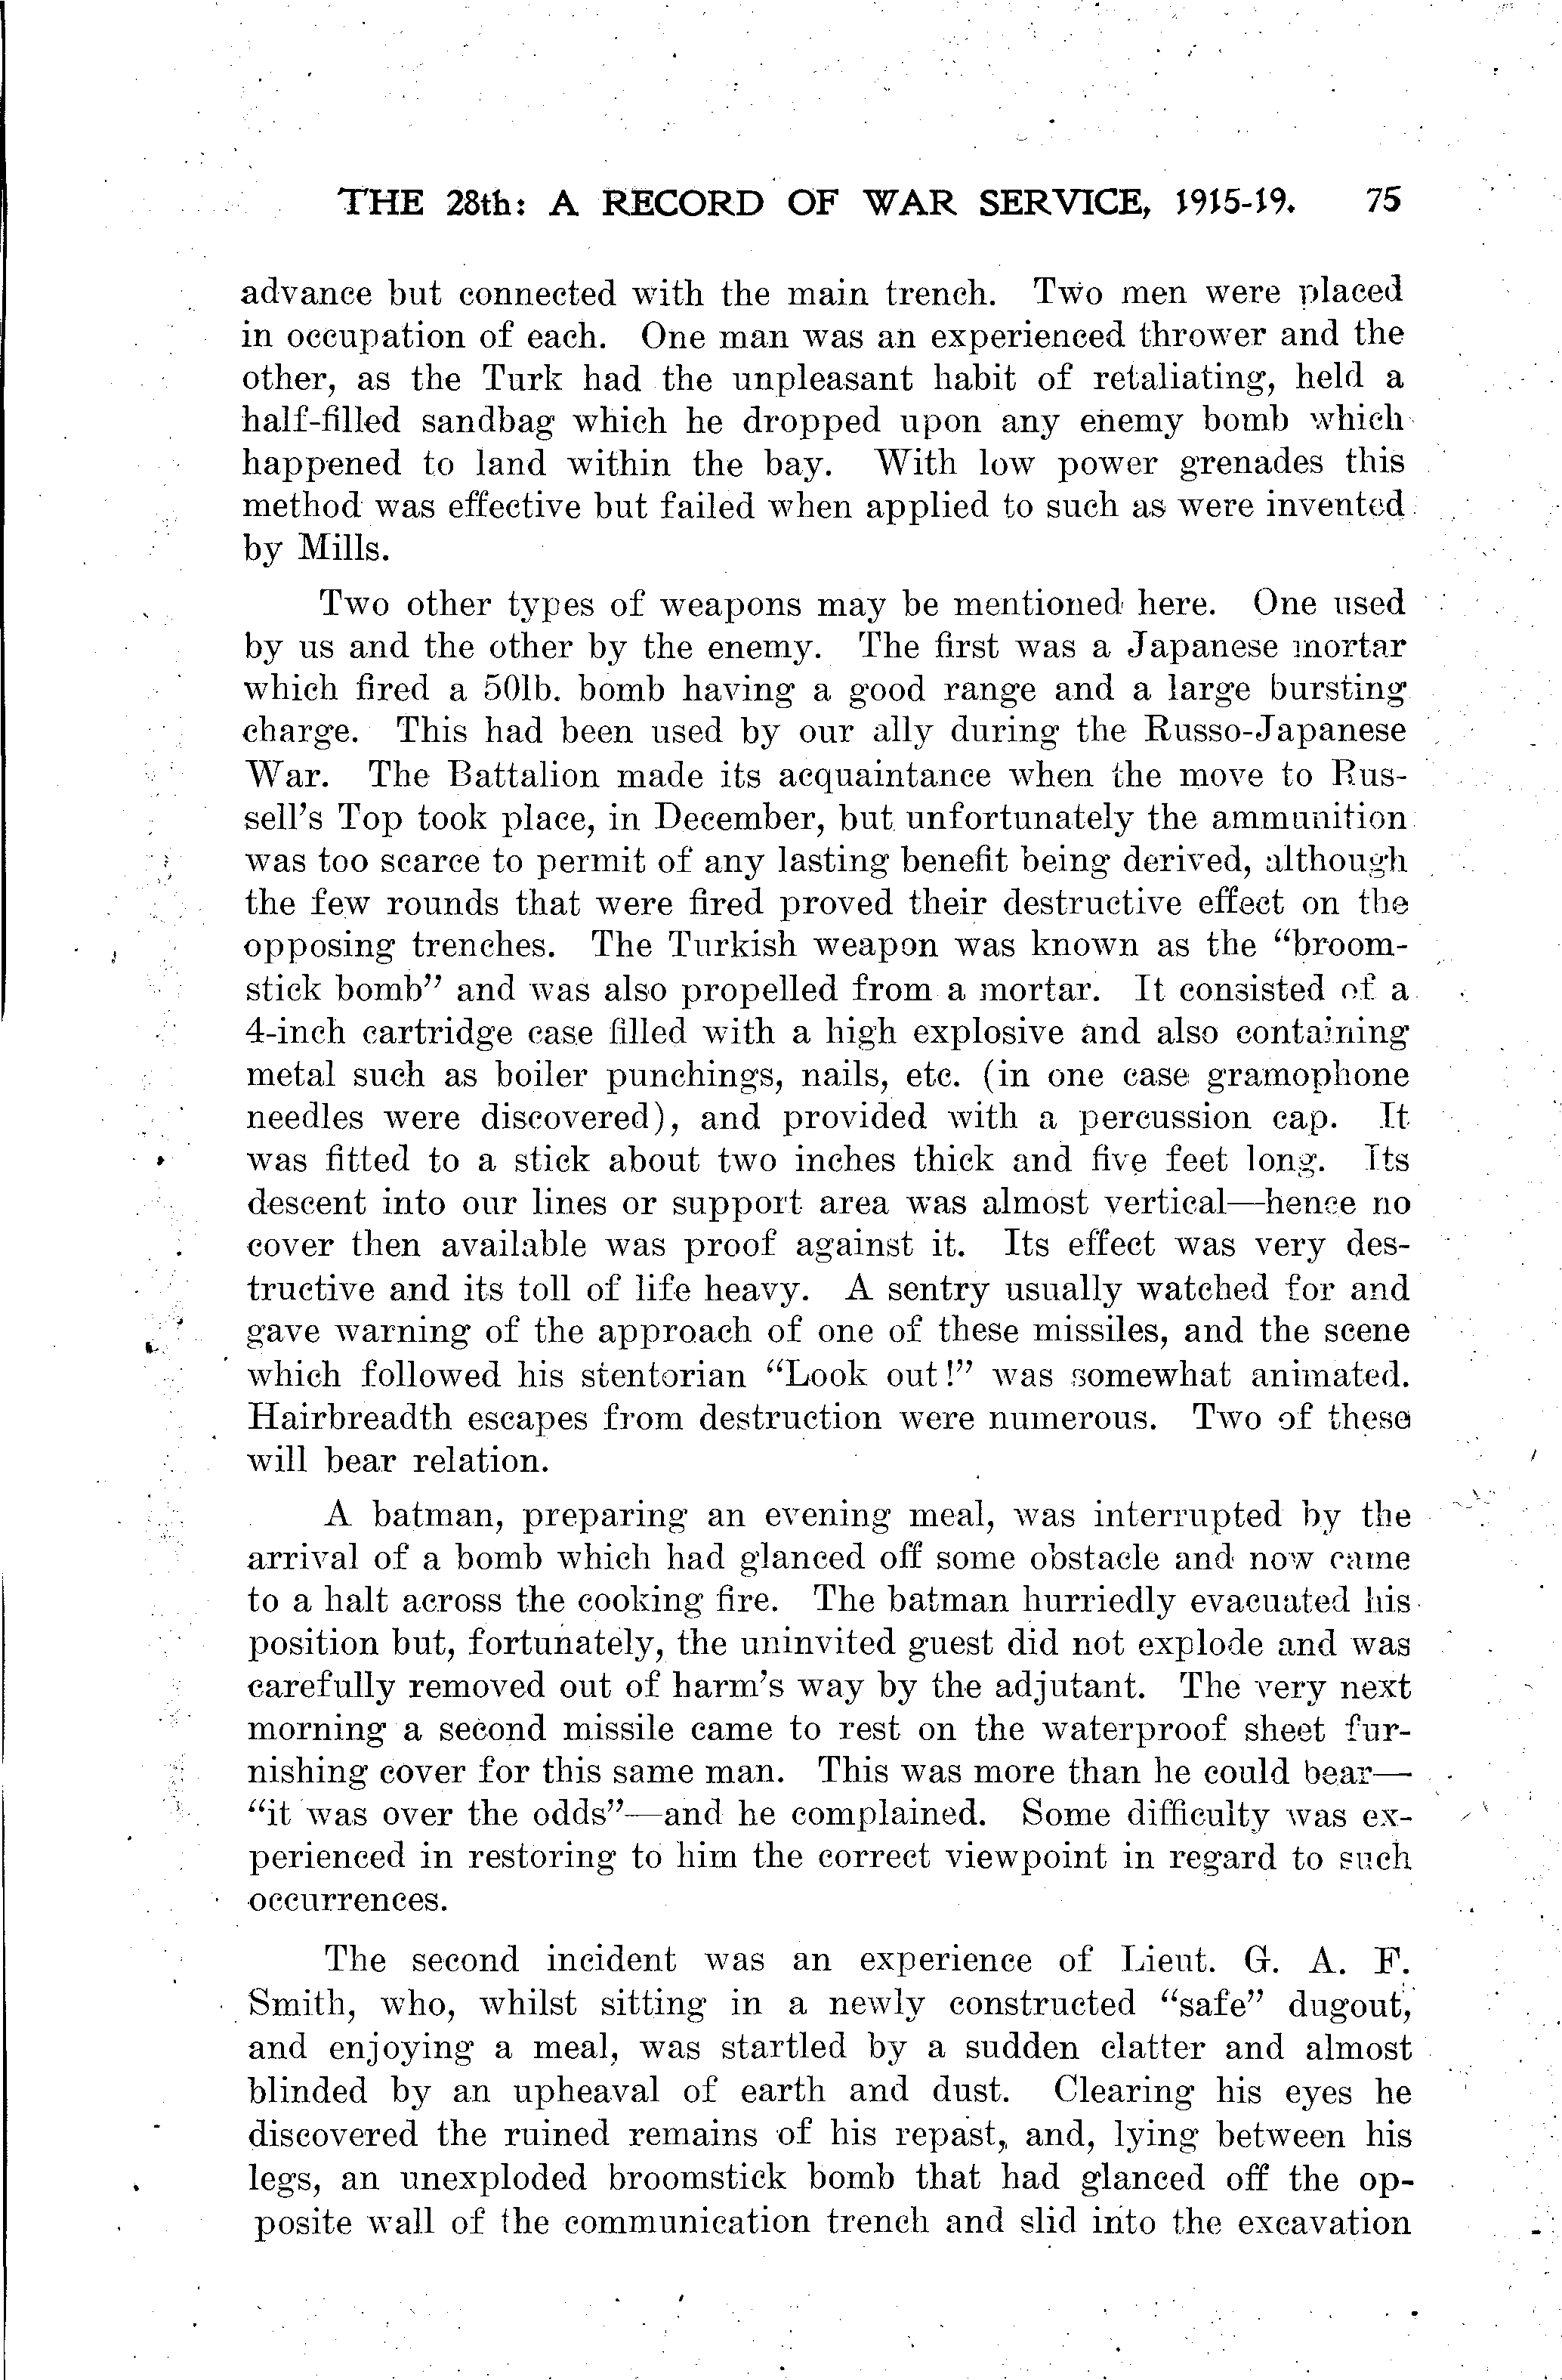 THE 28th: A RECORD OF WAR SERVICE, 1915-19. 75
advance but connected with the main trench. Two men were placed
in occupation of each. One man was an experienced thrower and the
other, as the Turk had the unpleasant habit of retaliating, held a
half-filled sandbag which he dropped upon any enemy bomb which
happened to land within the bay. With low power grenades this
method was effective but failed when applied to such as were invented
by Mills.
Two other types of weapons may be mentioned here. One used
by us and the other by the enemy. The first was a Japanese mortar
which fired a 50lb. bomb having a good range and a large bursting
charge. This had been used by our ally during the Russo-Japanese
War. The Battalion made its acquaintance when the move to Rus-
sell's Top took place, in December, but unfortunately the ammunition
was too scarce to permit of any lasting benefit being derived, although
the few rounds that were fired proved their destructive effect on the
opposing trenches. The Turkish weapon was known as the "broom-
stick bomb" and was also propelled from a mortar. It consisted of a
4-inch cartridge case filled with a high explosive and also containing
metal such as boiler punchings, nails, etc. (in one case gramophone
needles were discovered), and provided with a percussion cap. It
was fitted to a stick about two inches thick and five feet long. Its
descent into our lines or support area was almost vertical—hence no
cover then available was proof against it. Its effect was very des-
tructive and its toll of life heavy. A sentry usually watched for and
gave warning of the approach of one of these missiles, and the scene
which followed his stentorian "Look out!" was somewhat animated.
Hairbreadth escapes from destruction were numerous. Two of these
will bear relation.
A batman, preparing an evening meal, was interrupted by the
arrival of a bomb which had glanced off some obstacle and now came
to a halt across the cooking fire. The batman hurriedly evacuated his
position but, fortunately, the uninvited guest did not explode and was
carefully removed out of harm's way by the adjutant. The very next
morning a second missile came to rest on the waterproof sheet fur-
nishing cover for this same man. This was more than he could bear—
"it was over the odds"—and he complained. Some difficulty was ex-
perienced in restoring to him the correct viewpoint in regard to such
occurrences.
The second incident was an experience of Lieut. G. A. F.
Smith, who, whilst sitting in a newly constructed "safe" dugout,
and enjoying a meal, was startled by a sudden clatter and almost
blinded by an upheaval of earth and dust. Clearing his eyes he
discovered the ruined remains of his repast, and, lying between his
legs, an unexploded broomstick bomb that had glanced off the op-
posite wall of the communication trench and slid into the excavation